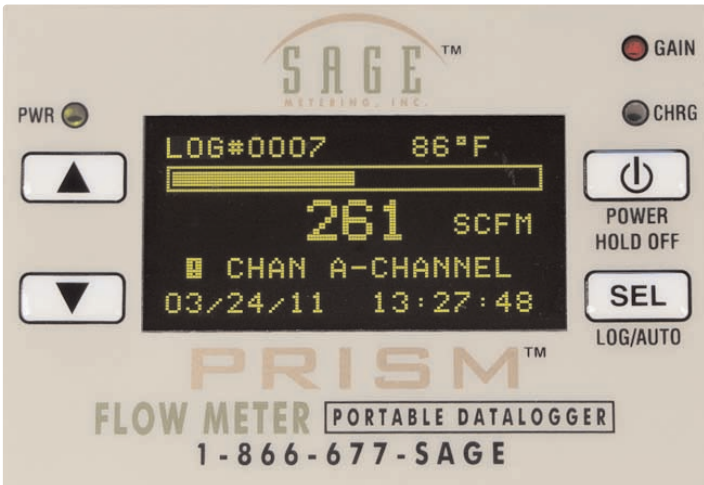 SAGE™
METERING, INC.
GAIN
PWR
CHRG
LOG#0007 86°F
261 SCFM
! CHAN A-CHANNEL
03/24/11 13:27:48
POWER
HOLD OFF
SEL
LOG/AUTO
PRISM™
FLOW METER PORTABLE DATALOGGER
1-866-677-SAGE